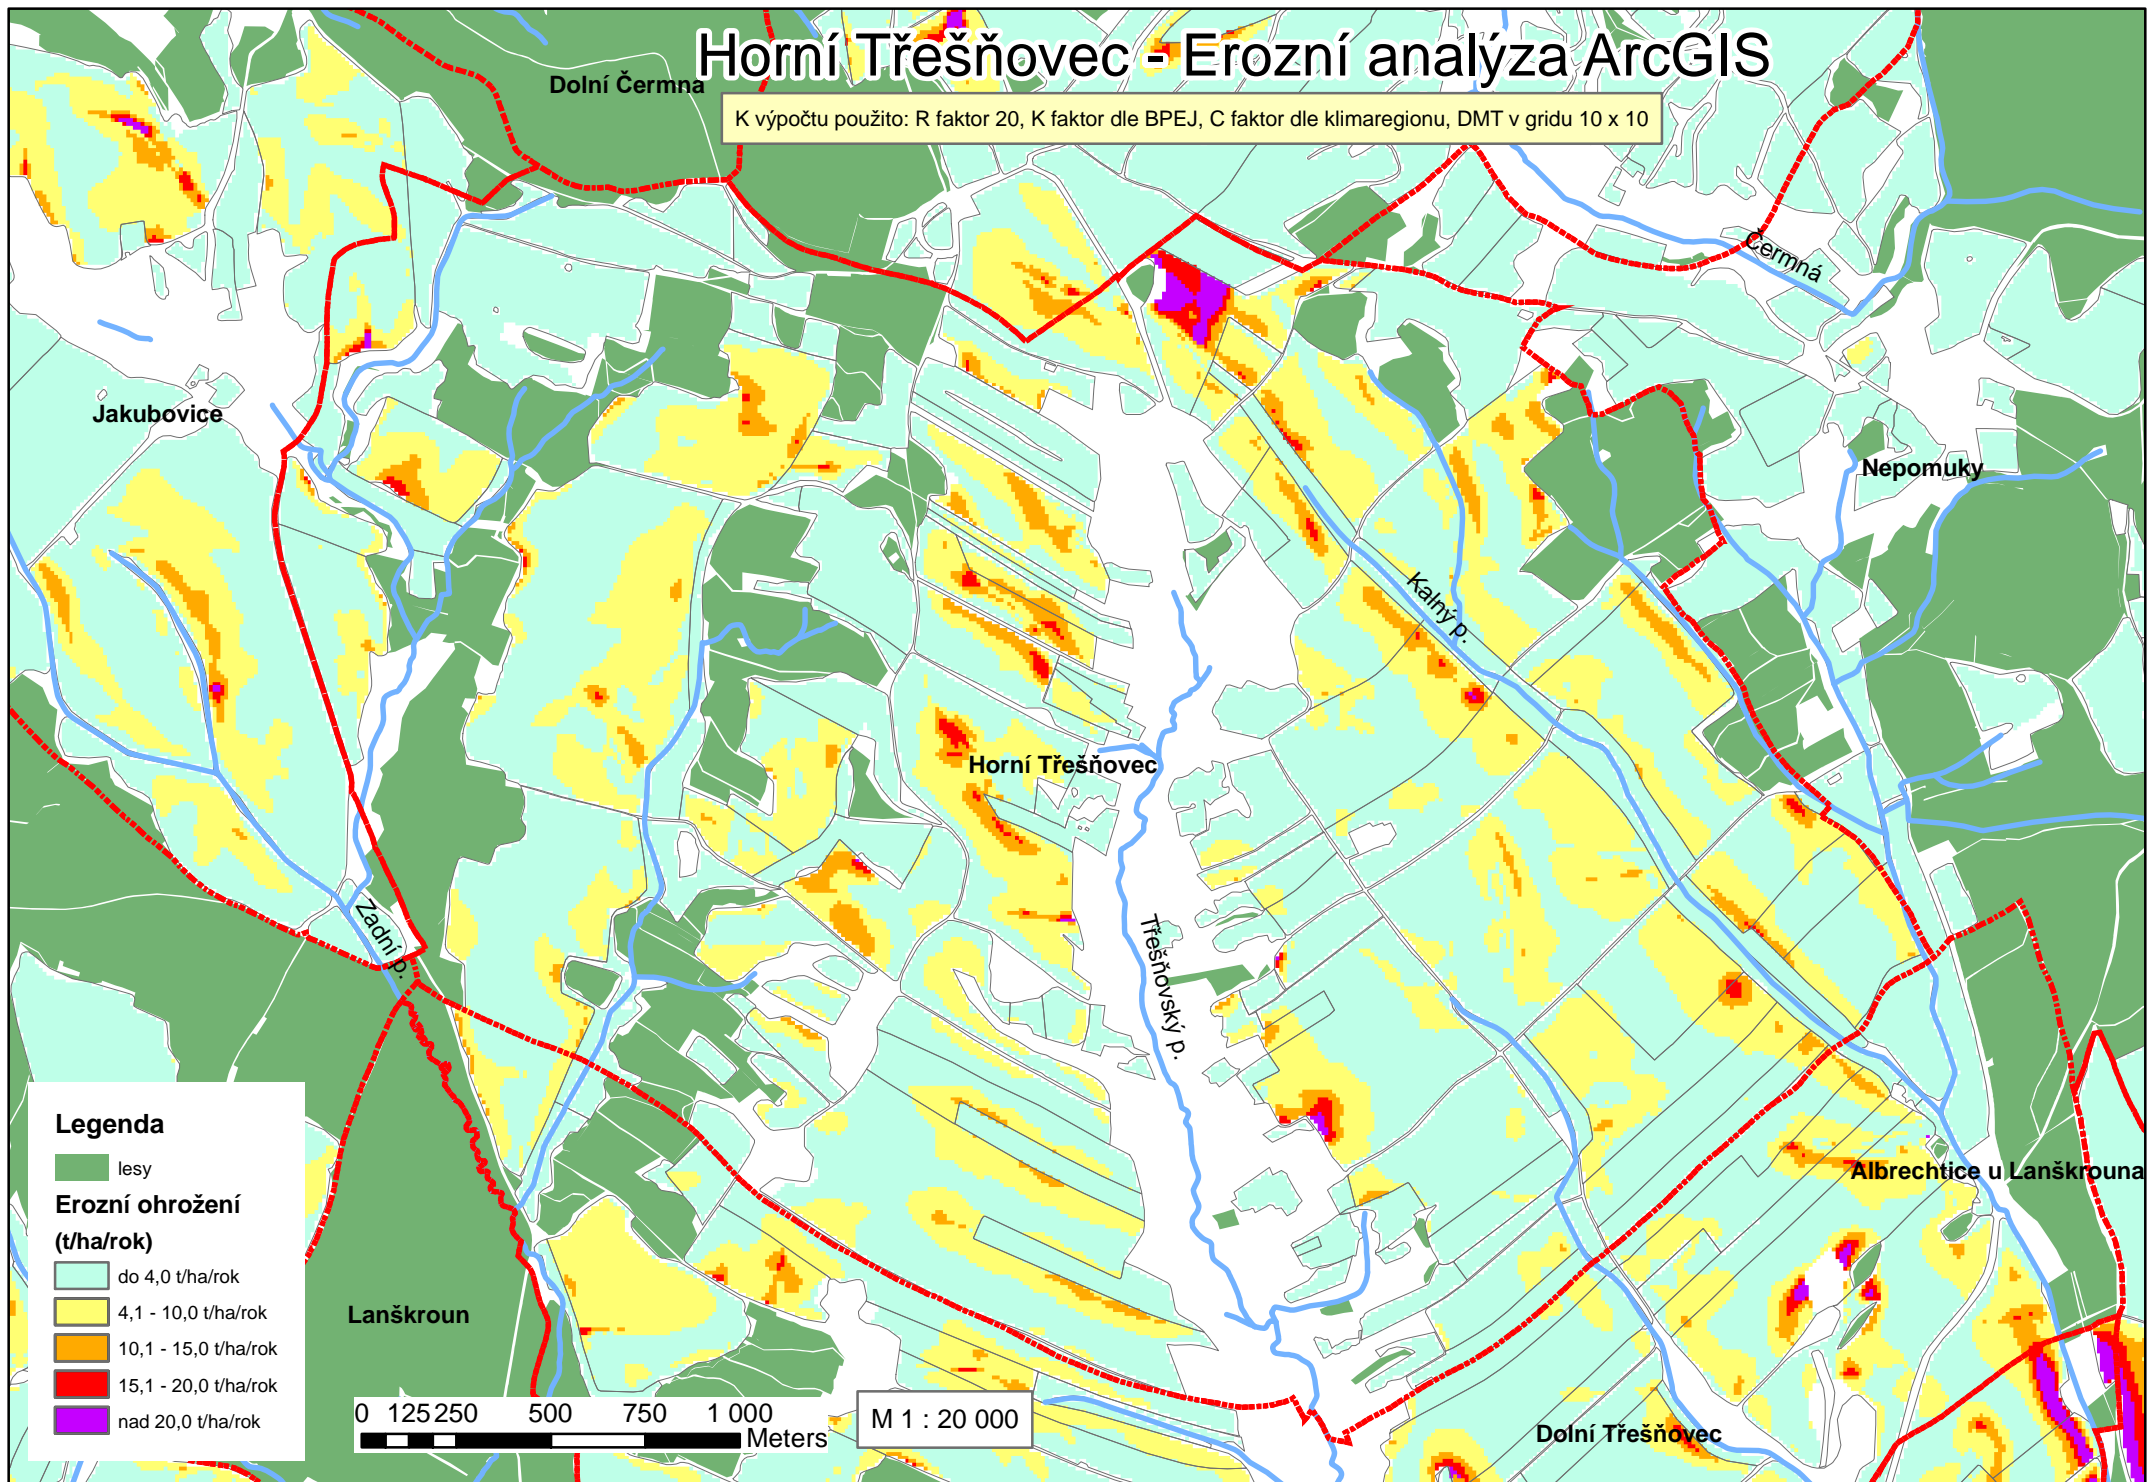 Horní Třešňovec - Erozní analýza ArcGIS
Dolní Čermna
K výpočtu použito: R faktor 20, K faktor dle BPEJ, C faktor dle klimaregionu, DMT v gridu 10 x 10
Čermná
Jakubovice
Nepomuky
Kalný p.
Horní Třešňovec
Zadní p.
Třešňovský p.
Albrechtice u Lanškrouna
Lanškroun
Dolní Třešňovec
Legenda
lesy
Erozní ohrožení
(t/ha/rok)
do 4,0 t/ha/rok
4,1 - 10,0 t/ha/rok
10,1 - 15,0 t/ha/rok
15,1 - 20,0 t/ha/rok
nad 20,0 t/ha/rok
0 125 250 500 750 1 000
Meters
M 1 : 20 000